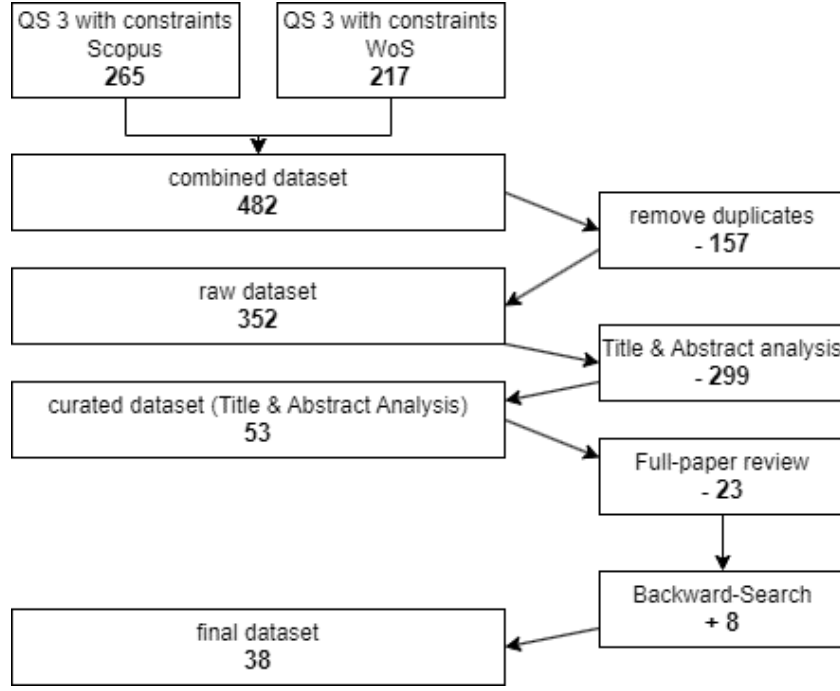 QS 3 with constraints
Scopus
265
QS 3 with constraints
WoS
217
combined dataset
482
remove duplicates
- 157
raw dataset
352
Title & Abstract analysis
- 299
curated dataset (Title & Abstract Analysis)
53
Full-paper review
- 23
Backward-Search
+ 8
final dataset
38